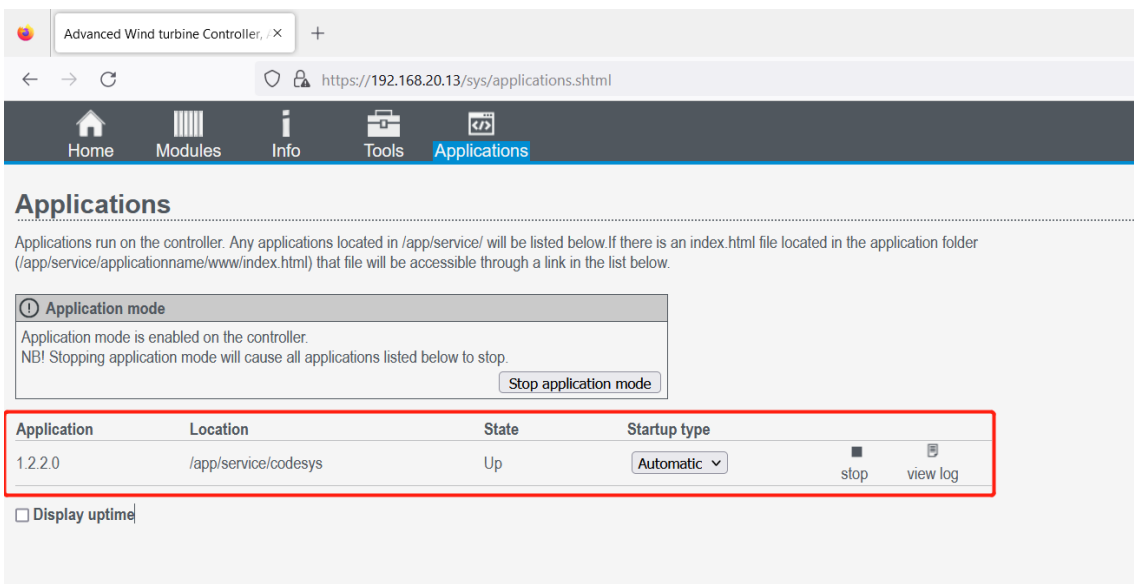 Advanced Wind turbine Controller, /
https://192.168.20.13/sys/applications.shtml
Home Modules Info Tools Applications
Applications
Applications run on the controller. Any applications located in /app/service/ will be listed below.If there is an index.html file located in the application folder
(/app/service/applicationname/www/index.html) that file will be accessible through a link in the list below.
Application mode
Application mode is enabled on the controller.
NB! Stopping application mode will cause all applications listed below to stop.
Stop application mode
Application Location State Startup type
1.2.2.0 /app/service/codesys Up Automatic stop view log
Display uptime